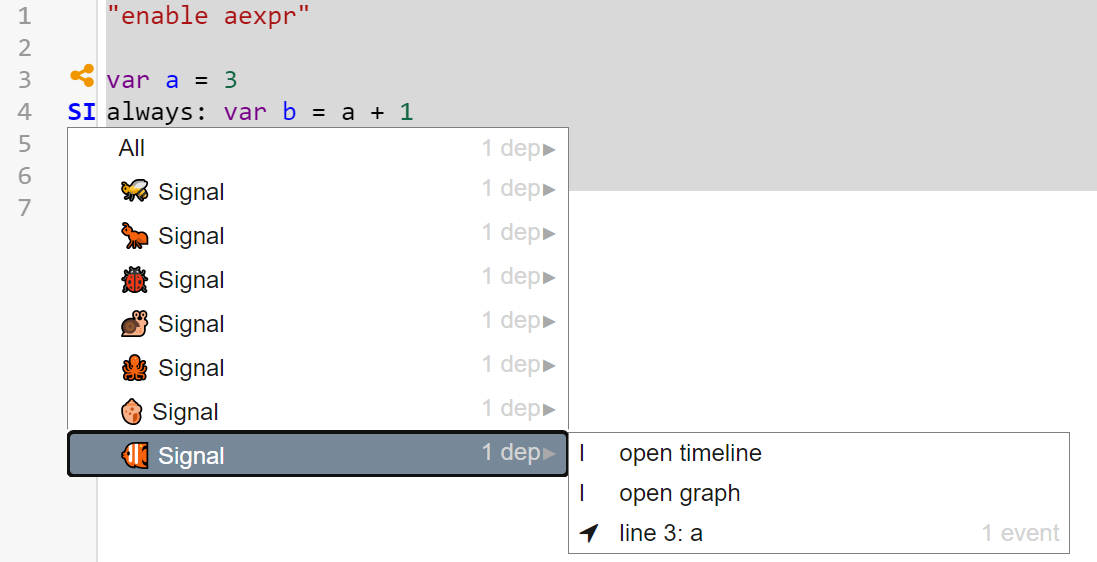 1 "enable aexpr"
2
3 var a = 3
4 SI always: var b = a + 1
5 All 1 dep▶
6 Signal 1 dep▶
7 Signal 1 dep▶
Signal 1 dep▶
Signal 1 dep▶
Signal 1 dep▶
Signal 1 dep▶
Signal 1 dep▶ I open timeline
I open graph
line 3: a 1 event